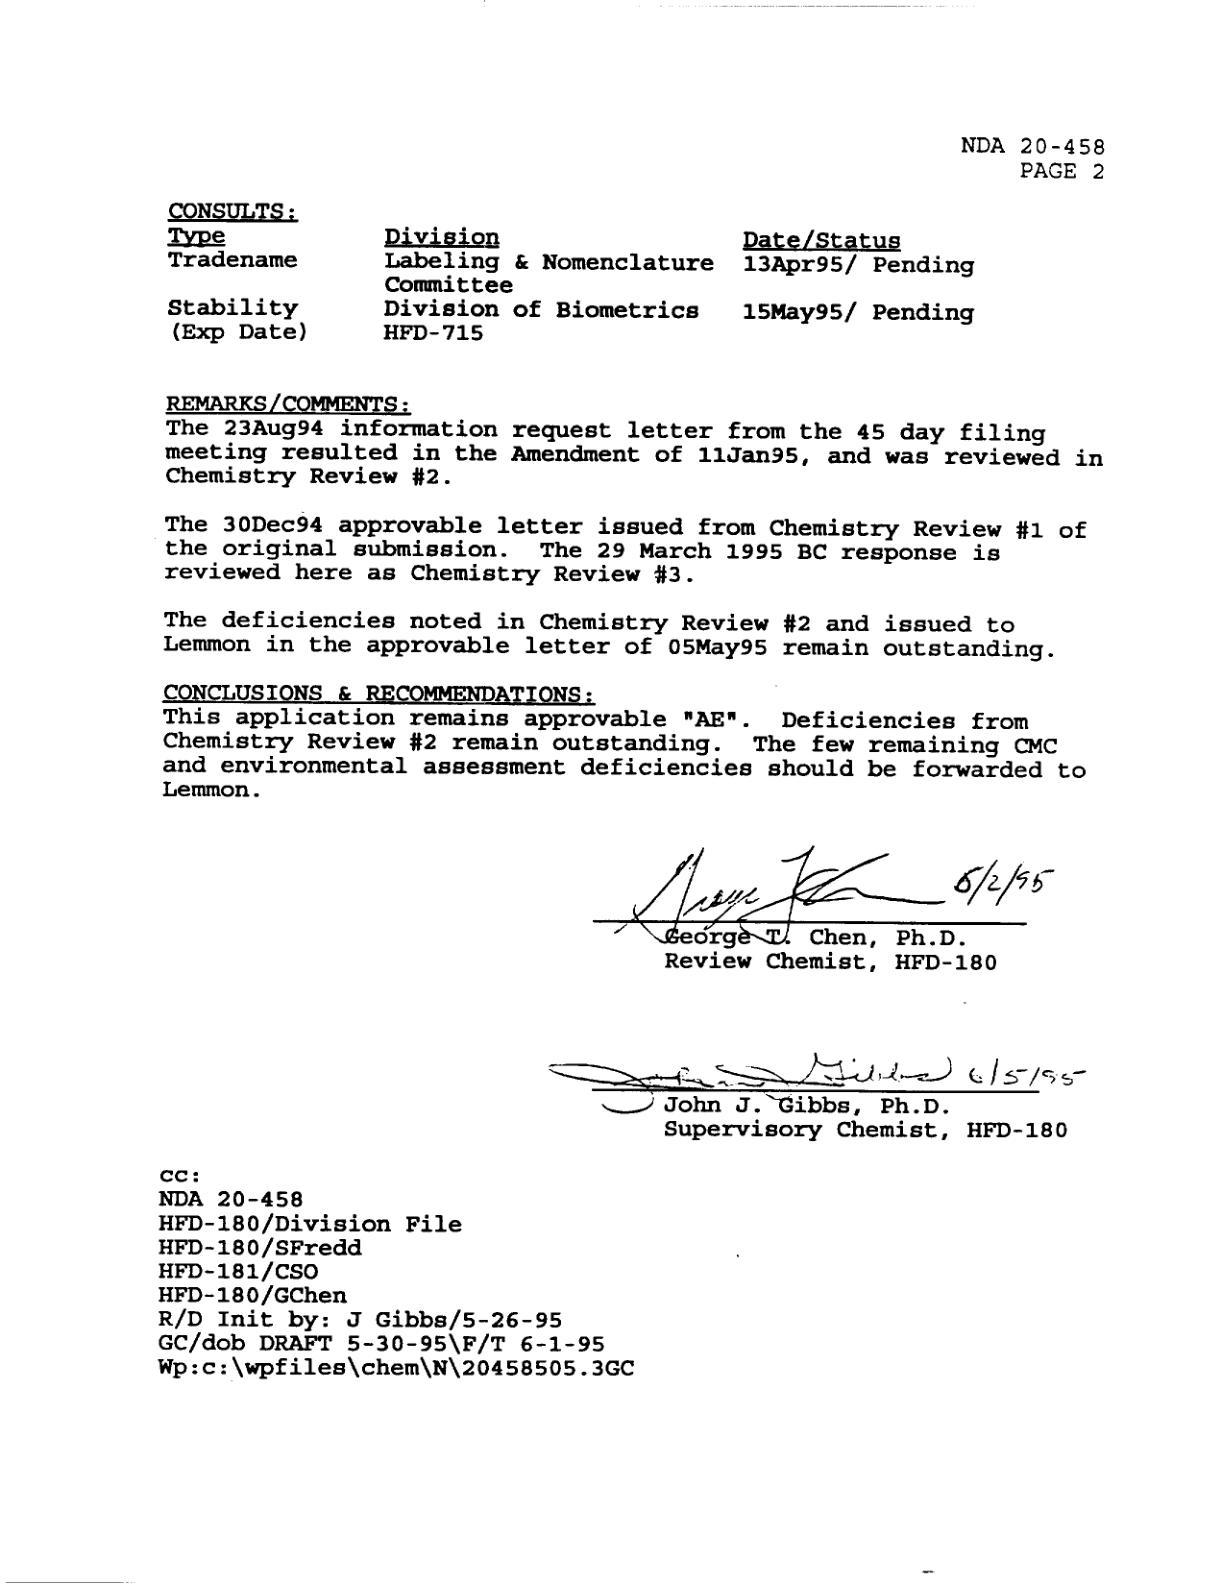 NDA 20-458
PAGE 2
CONSULTS:
Type Division Date/Status
Tradename Labeling & Nomenclature 13Apr95/ Pending
Committee
Stability Division of Biometrics 15May95/ Pending
(Exp Date) HFD-715
REMARKS/COMMENTS:
The 23Aug94 information request letter from the 45 day filing
meeting resulted in the Amendment of 11Jan95, and was reviewed in
Chemistry Review #2.
The 30Dec94 approvable letter issued from Chemistry Review #1 of
the original submission. The 29 March 1995 BC response is
reviewed here as Chemistry Review #3.
The deficiencies noted in Chemistry Review #2 and issued to
Lemmon in the approvable letter of 05May95 remain outstanding.
CONCLUSIONS & RECOMMENDATIONS:
This application remains approvable "AE". Deficiencies from
Chemistry Review #2 remain outstanding. The few remaining CMC
and environmental assessment deficiencies should be forwarded to
Lemmon.
6/2/95
George T. Chen, Ph.D.
Review Chemist, HFD-180
John J. Gibbs 6/5/95
John J. Gibbs, Ph.D.
Supervisory Chemist, HFD-180
cc:
NDA 20-458
HFD-180/Division File
HFD-180/SFredd
HFD-181/CSO
HFD-180/GChen
R/D Init by: J Gibbs/5-26-95
GC/dob DRAFT 5-30-95\F/T 6-1-95
Wp:c:\wpfiles\chem\N\20458505.3GC